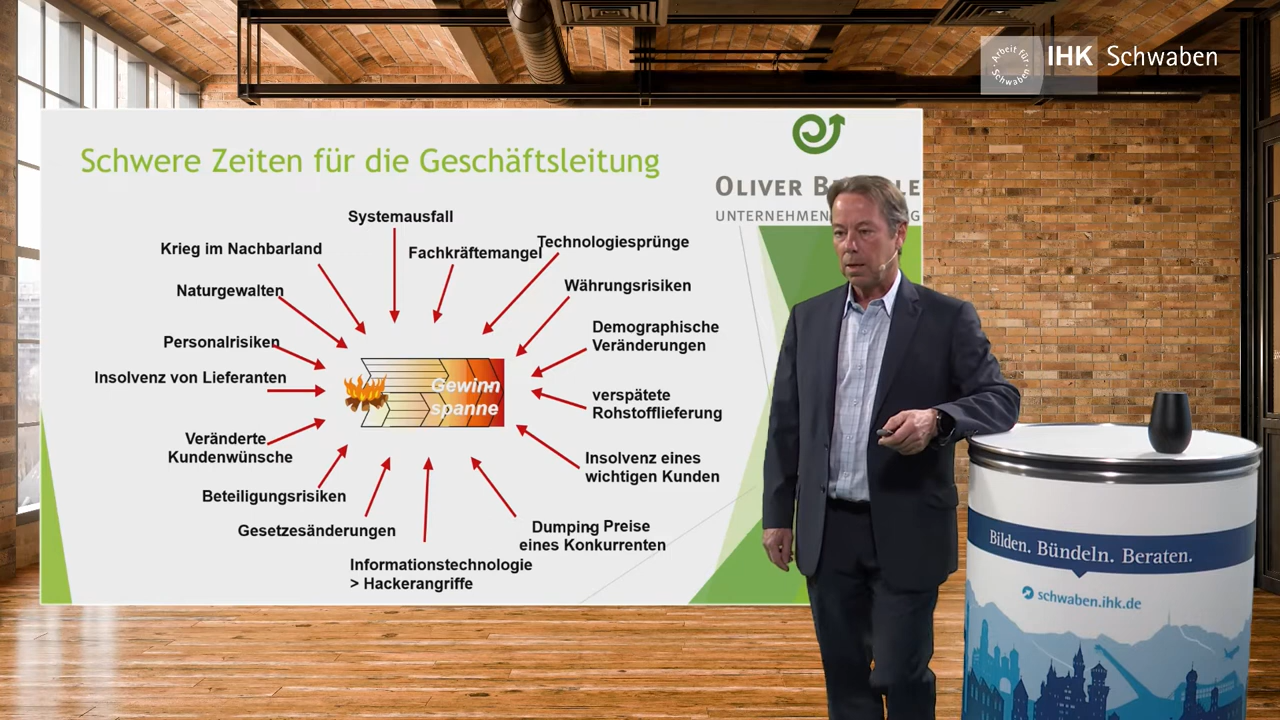 Arbeit für Schwaben
IHK Schwaben
Schwere Zeiten für die Geschäftsleitung
OLIVER
UNTERNEHMEN
Systemausfall
Krieg im Nachbarland
Fachkräftemangel
Technologiesprünge
Naturgewalten
Währungsrisiken
Personalrisiken
Demographische
Veränderungen
Insolvenz von Lieferanten
Gewinn
spanne
verspätete
Rohstofflieferung
Veränderte
Kundenwünsche
Insolvenz eines
wichtigen Kunden
Beteiligungsrisiken
Gesetzesänderungen
Dumping Preise
eines Konkurrenten
Informationstechnologie
> Hackerangriffe
Bilden. Bündeln. Beraten.
schwaben.ihk.de